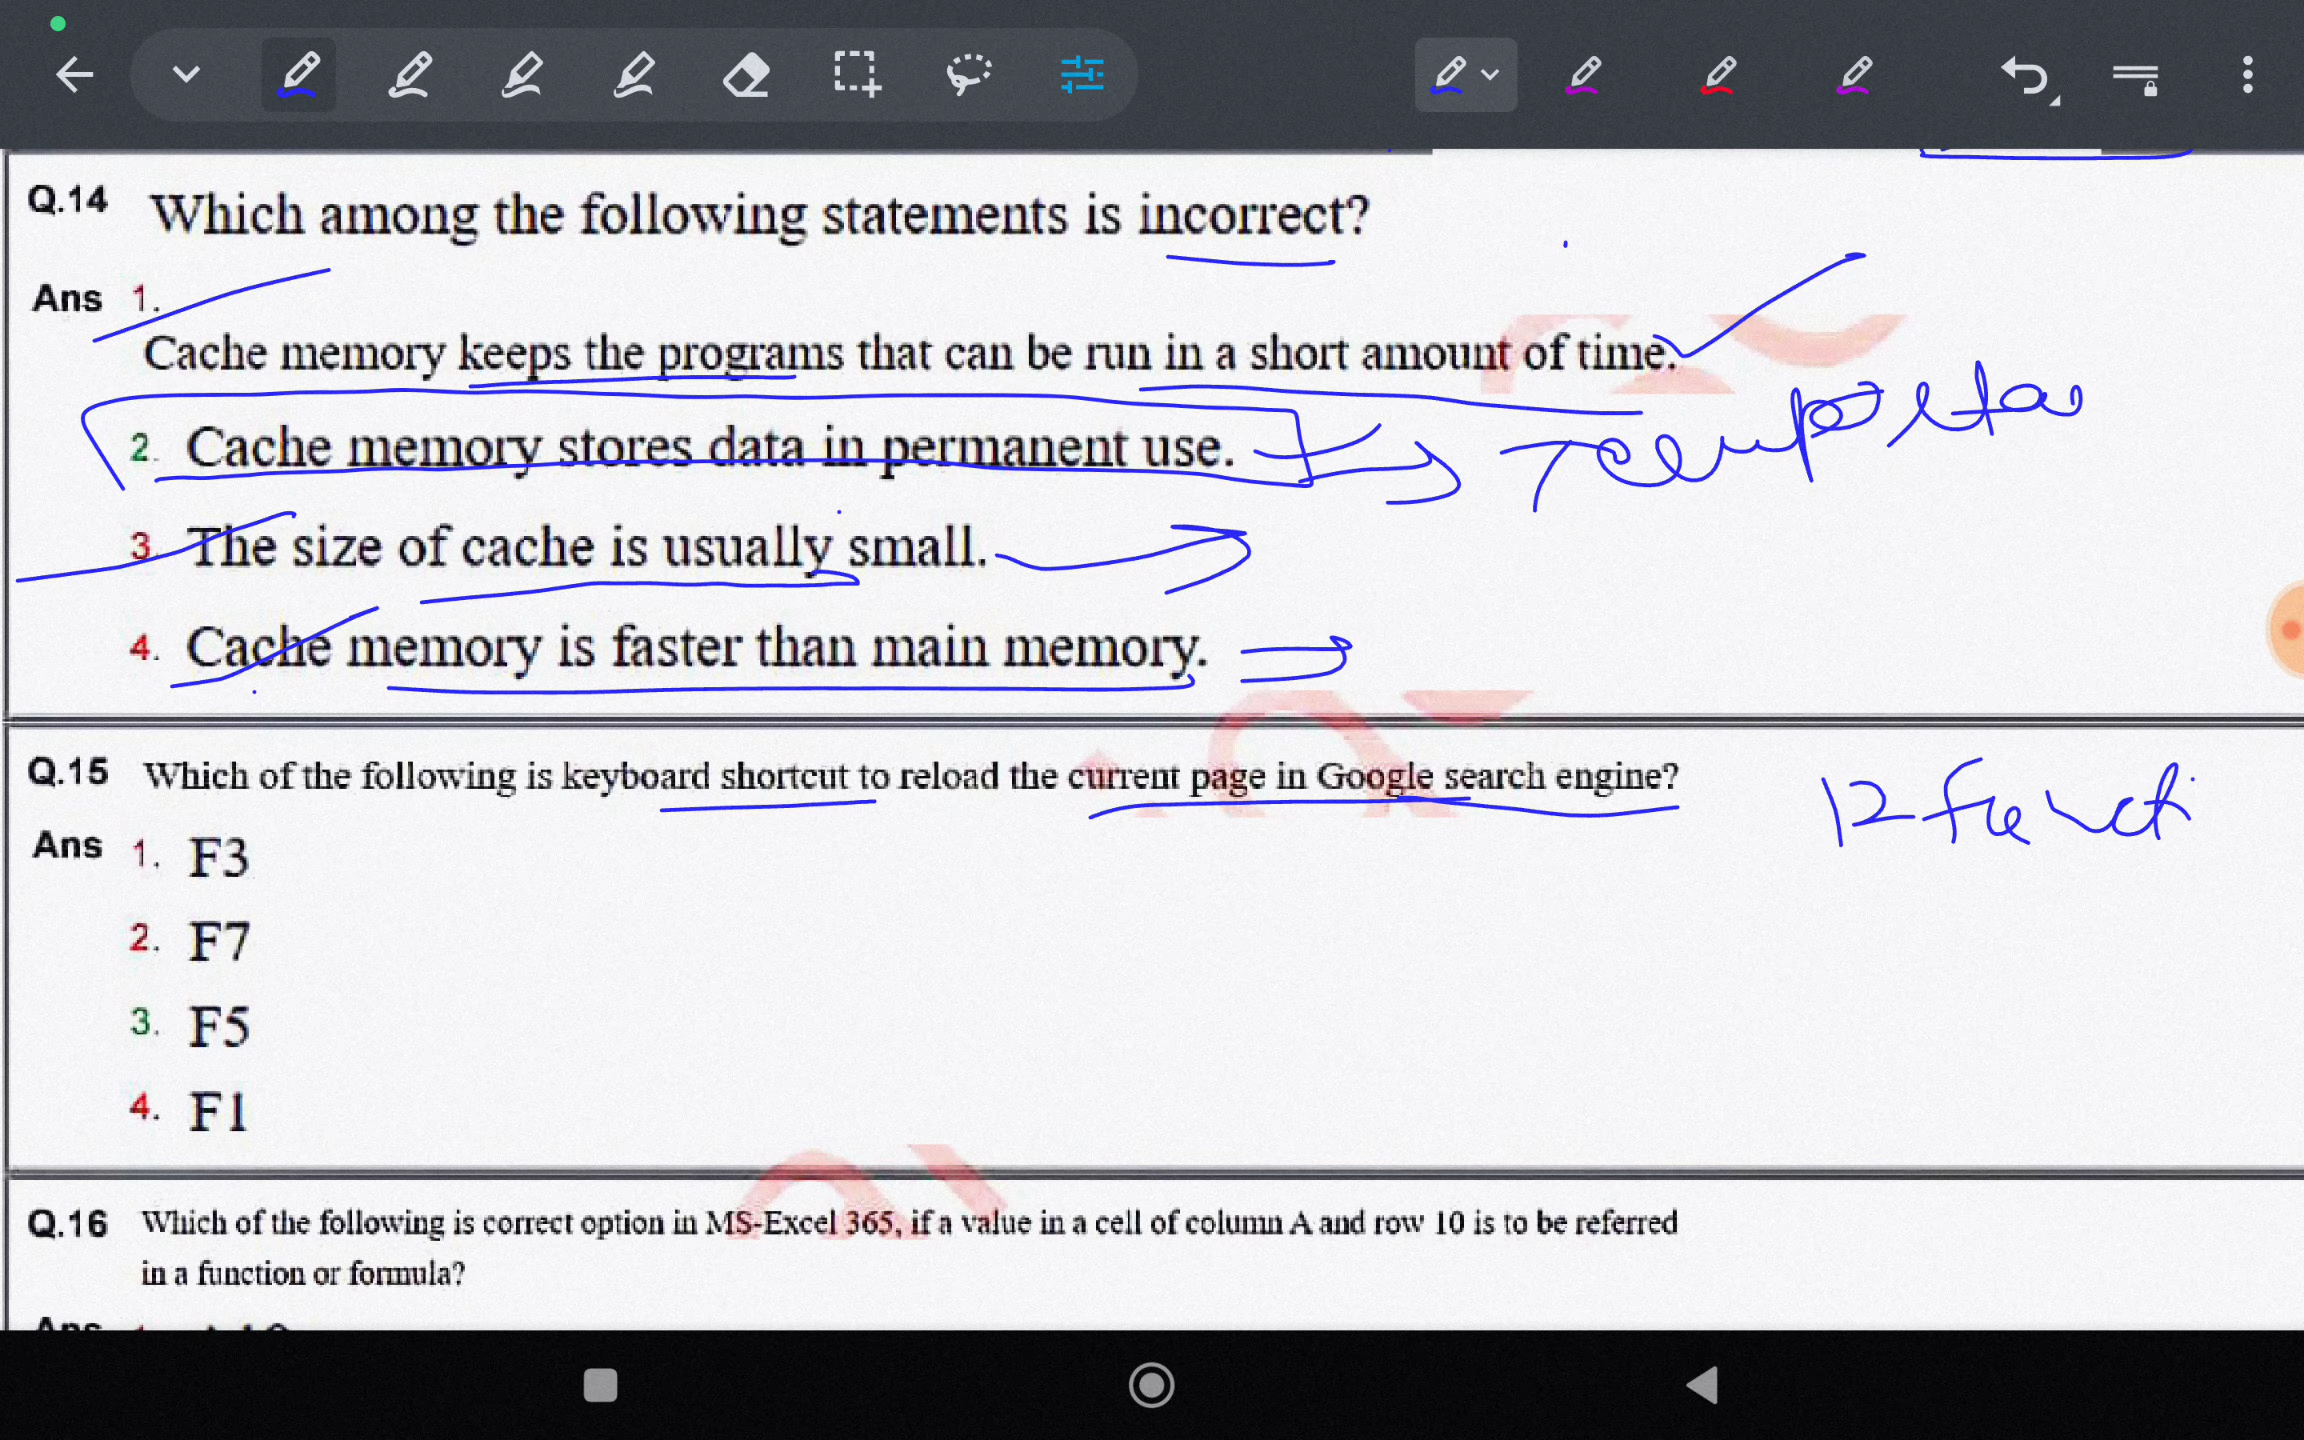 Q.14 Which among the following statements is incorrect?
Ans 1.
Cache memory keeps the programs that can be run in a short amount of time.
2. Cache memory stores data in permanent use.
3. The size of cache is usually small.
4. Cache memory is faster than main memory.
Q.15 Which of the following is keyboard shortcut to reload the current page in Google search engine?
12 Functi
Ans 1. F3
2. F7
3. F5
4. F1
Q.16 Which of the following is correct option in MS-Excel 365, if a value in a cell of column A and row 10 is to be referred
in a function or formula?
Ans